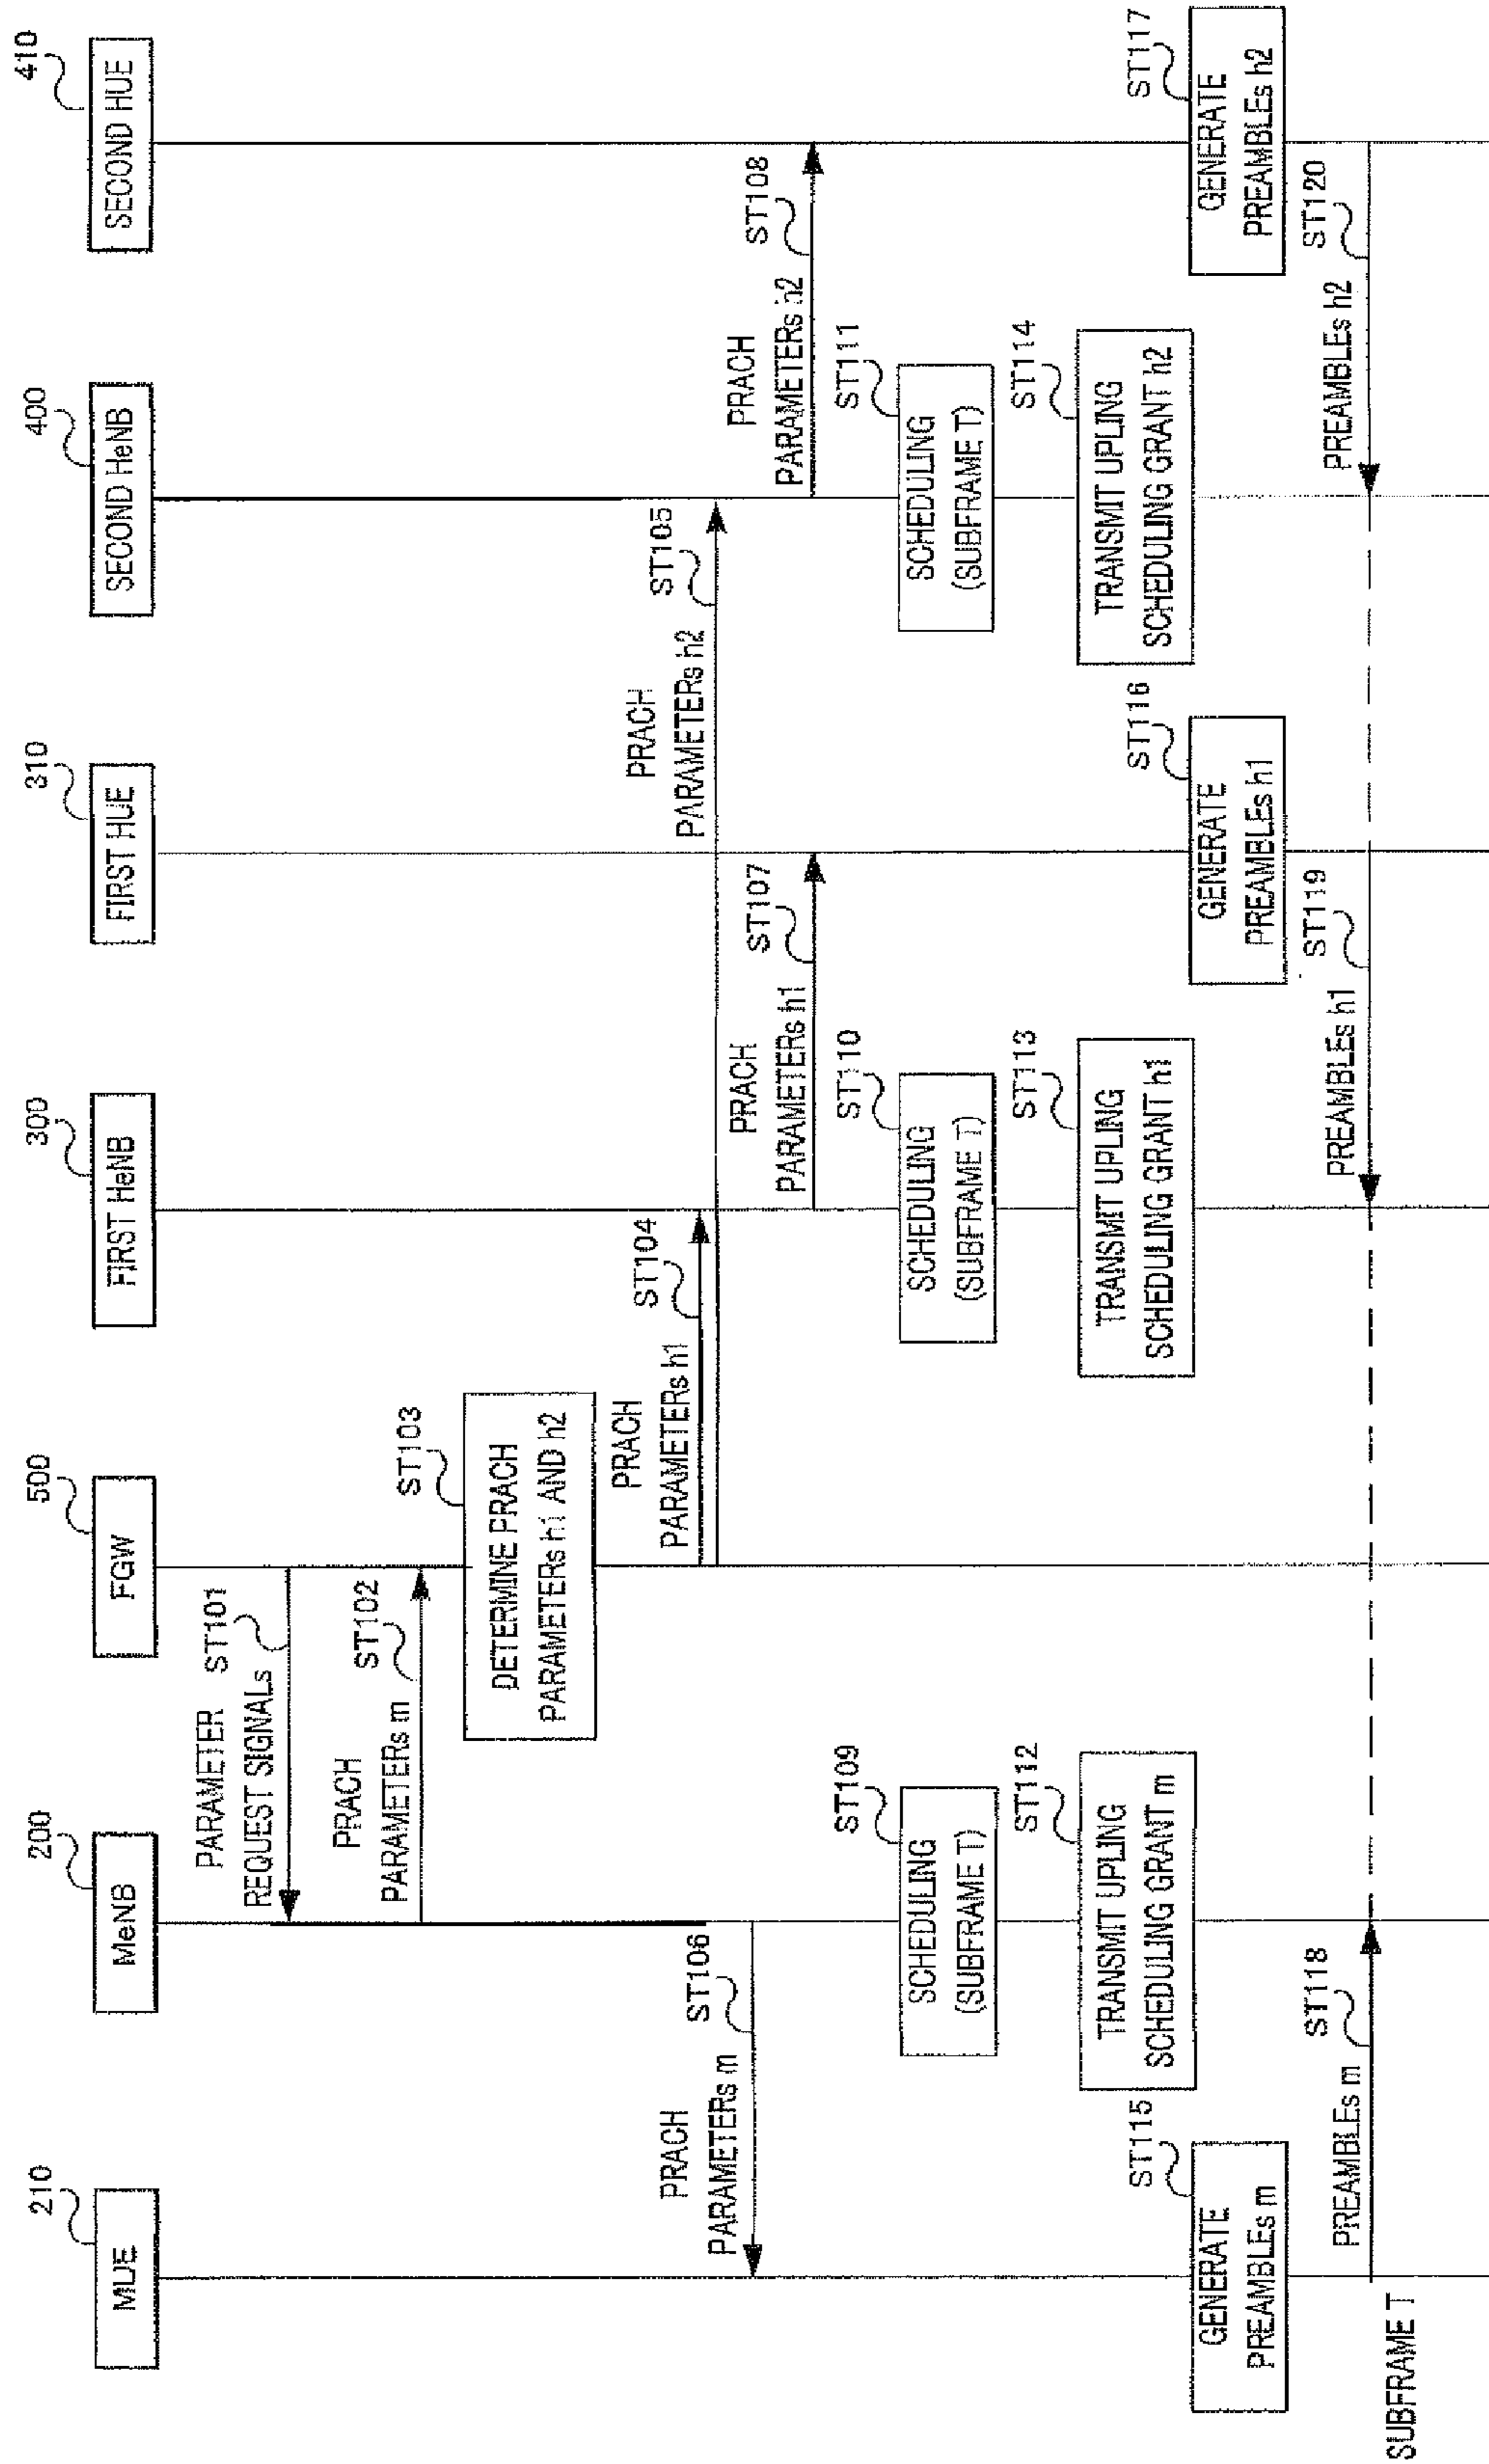 210
MUE
200
MeNB
500
FGW
300
FIRST HeNB
310
FIRST HUE
400
SECOND HeNB
410
SECOND HUE
PARAMETER
REQUEST SIGNALs
ST101
PRACH
PARAMETERs m
ST102
ST103
DETERMINE PRACH
PARAMETERs h1 AND h2
PRACH
PARAMETERs h1
ST104
PRACH
PARAMETERs h2
ST105
PRACH
PARAMETERs m
ST106
PRACH
PARAMETERs h1
ST107
PRACH
PARAMETERs h2
ST108
ST109
SCHEDULING
(SUBFRAME T)
ST110
SCHEDULING
(SUBFRAME T)
ST111
SCHEDULING
(SUBFRAME T)
ST112
TRANSMIT UPLING
SCHEDULING GRANT m
ST113
TRANSMIT UPLING
SCHEDULING GRANT h1
ST114
TRANSMIT UPLING
SCHEDULING GRANT h2
ST115
GENERATE
PREAMBLEs m
ST116
GENERATE
PREAMBLEs h1
ST117
GENERATE
PREAMBLEs h2
SUBFRAME T
PREAMBLEs m
ST118
PREAMBLEs h1
ST119
PREAMBLEs h2
ST120